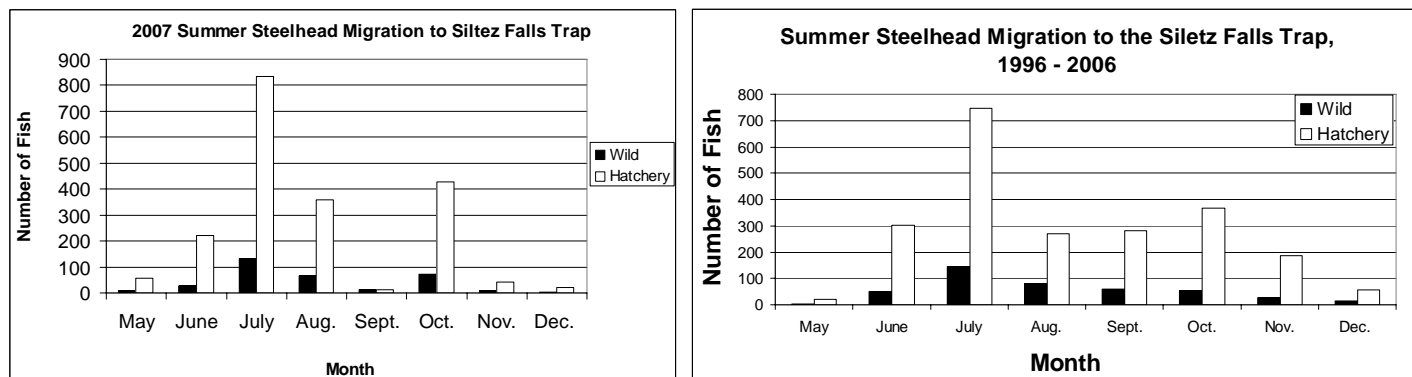 2007 Summer Steelhead Migration to Siltez Falls Trap
900
800
700
600
500
400
300
200
100
0
Number of Fish
May June July Aug. Sept. Oct. Nov. Dec.
Month
Wild
Hatchery
Summer Steelhead Migration to the Siletz Falls Trap,
1996 - 2006
800
700
600
500
400
300
200
100
0
Number of Fish
May June July Aug. Sept. Oct. Nov. Dec.
Month
Wild
Hatchery